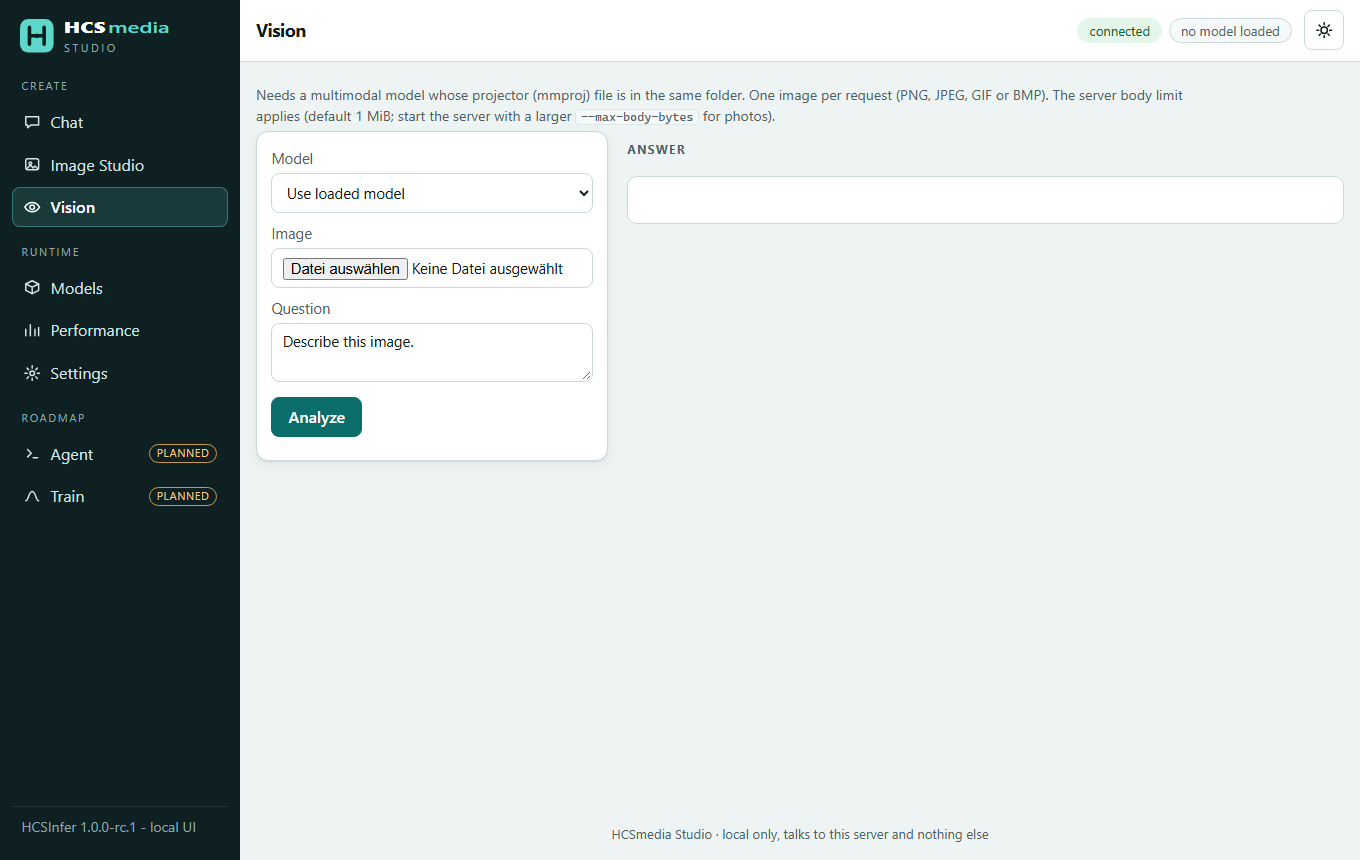 HCSmedia
STUDIO
CREATE
Chat
Image Studio
Vision
RUNTIME
Models
Performance
Settings
ROADMAP
Agent PLANNED
Train PLANNED
HCSInfer 1.0.0-rc.1 - local UI
Vision
connected
no model loaded
Needs a multimodal model whose projector (mmproj) file is in the same folder. One image per request (PNG, JPEG, GIF or BMP). The server body limit
applies (default 1 MiB; start the server with a larger --max-body-bytes for photos).
Model
Use loaded model
Image
Datei auswählen Keine Datei ausgewählt
Question
Describe this image.
Analyze
ANSWER
HCSmedia Studio · local only, talks to this server and nothing else